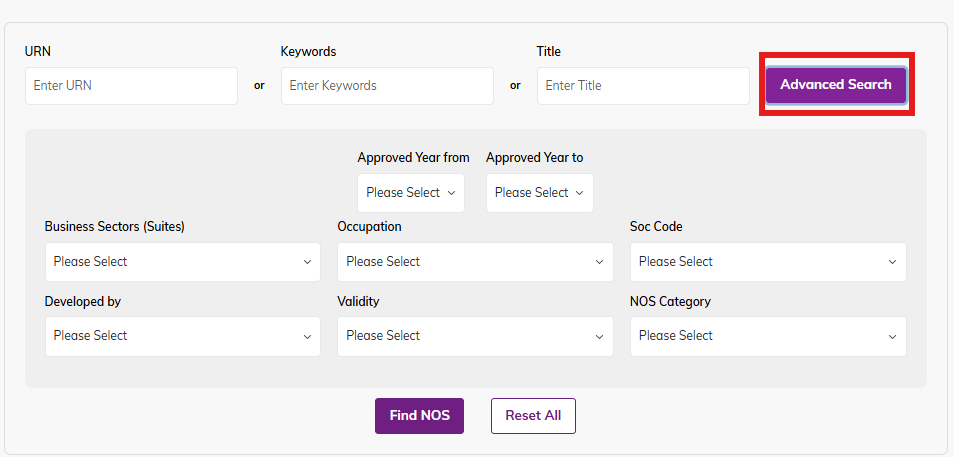 URN Keywords Title
Enter URN or Enter Keywords or Enter Title Advanced Search
Approved Year from Approved Year to
Please Select Please Select
Business Sectors (Suites) Occupation Soc Code
Please Select Please Select Please Select
Developed by Validity NOS Category
Please Select Please Select Please Select
Find NOS Reset All